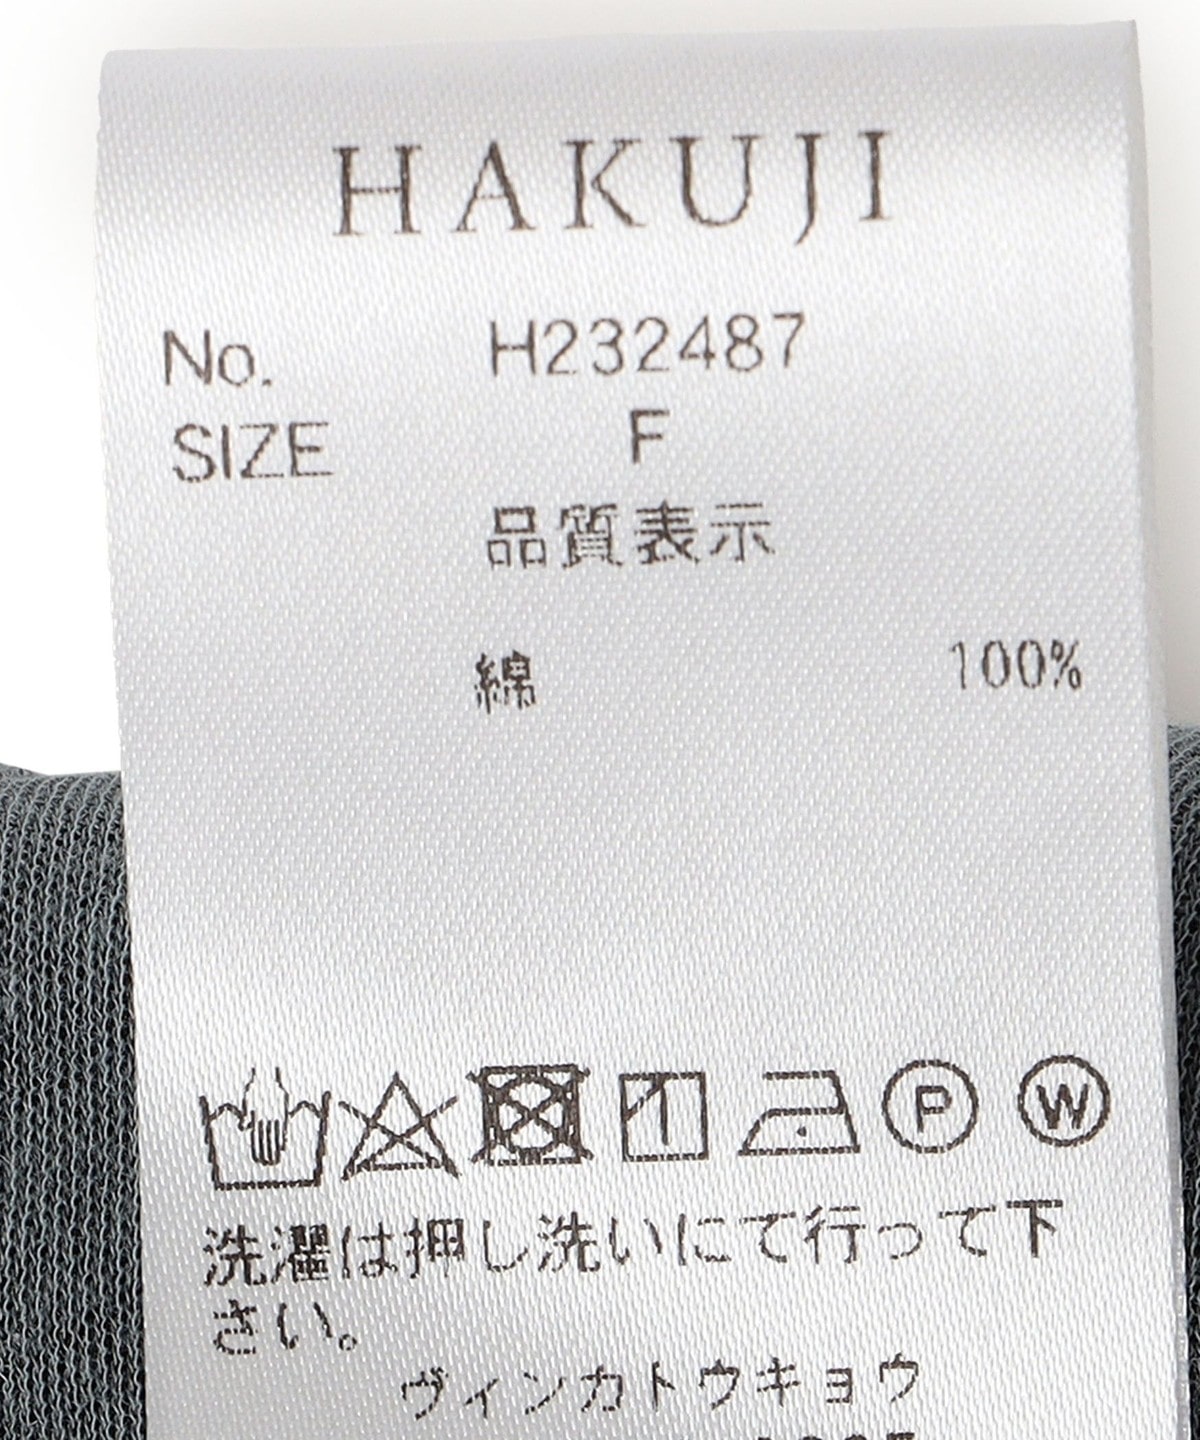 HAKUJI
No. H232487
SIZE F
品質表示
綿 100%
P W
洗濯は押し洗いにて行って下
さい。
ヴィンカトウキョウ